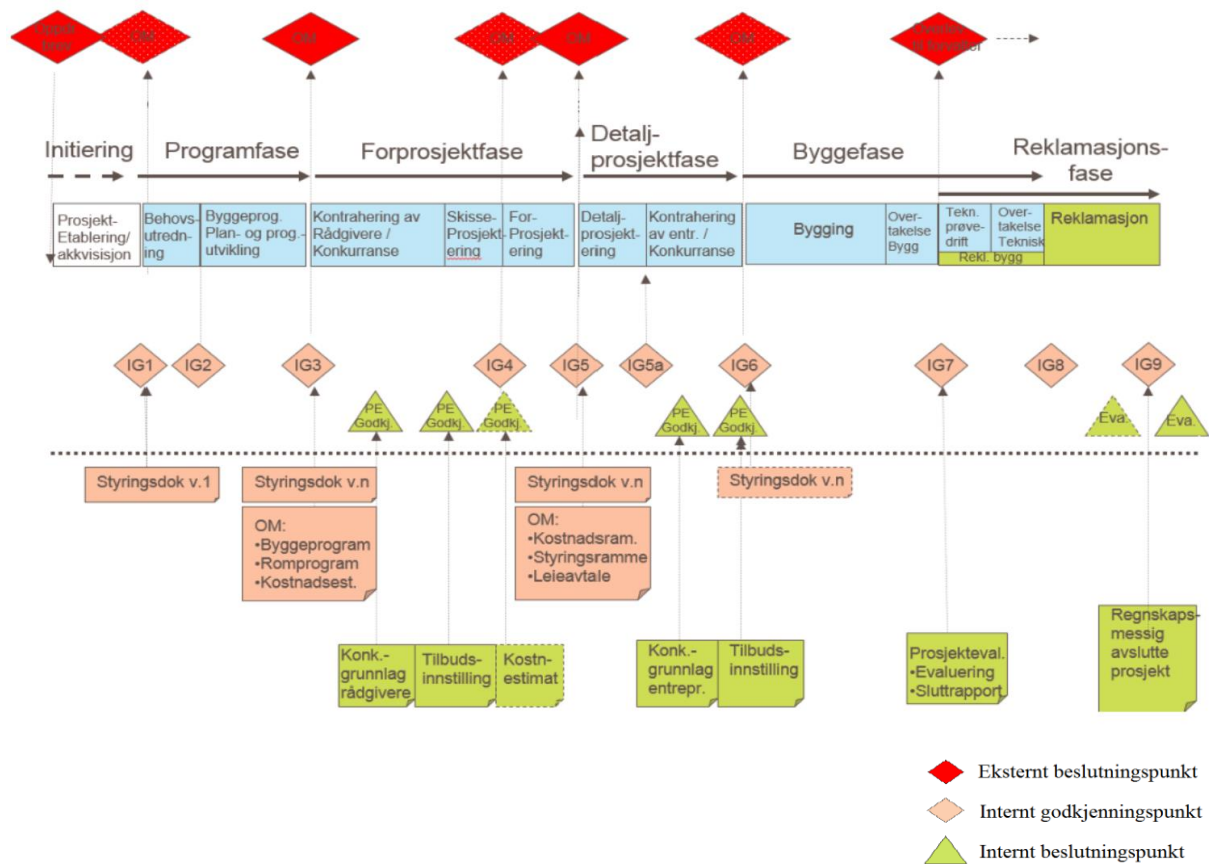 Oppdr.
brev
OM
OM
OM
OM
OM
Overlev.
til forvalter
Initiering
Programfase
Forprosjektfase
Detalj-
prosjektfase
Byggefase
Reklamasjons-
fase
Prosjekt-
Etablering/
akkvisisjon
Behovs-
utredn-
ing
Byggeprog.
Plan- og prog.-
utvikling
Kontrahering av
Rådgivere /
Konkurranse
Skisse-
Prosjekt-
ering
For-
Prosjekt-
ering
Detalj-
prosjekt-
ering
Kontrahering
av entr. /
Konkurranse
Bygging
Over-
takelse
Bygg
Tekn.
prøve-
drift
Over-
takelse
Teknisk
Rekl. bygg
Reklamasjon
IG1
IG2
IG3
IG4
IG5
IG5a
IG6
IG7
IG8
IG9
PE
Godkj.
PE
Godkj.
PE
Godkj.
PE
Godkj.
PE
Godkj.
Eva.
Eva.
Styringsdok v.1
Styringsdok v.n
Styringsdok v.n
Styringsdok v.n
OM:
•Byggeprogram
•Romprogram
•Kostnadsest.
OM:
•Kostnadsram.
•Styringsramme
•Leieavtale
Konk.-
grunnlag
rådgivere
Tilbuds-
innstilling
Kostn-
estimat
Konk.-
grunnlag
entrepr.
Tilbuds-
innstilling
Prosjekteval.
•Evaluering
•Sluttrapport
Regnskaps-
messig
avslutte
prosjekt
Eksternt beslutningspunkt
Internt godkjenningspunkt
Internt beslutningspunkt